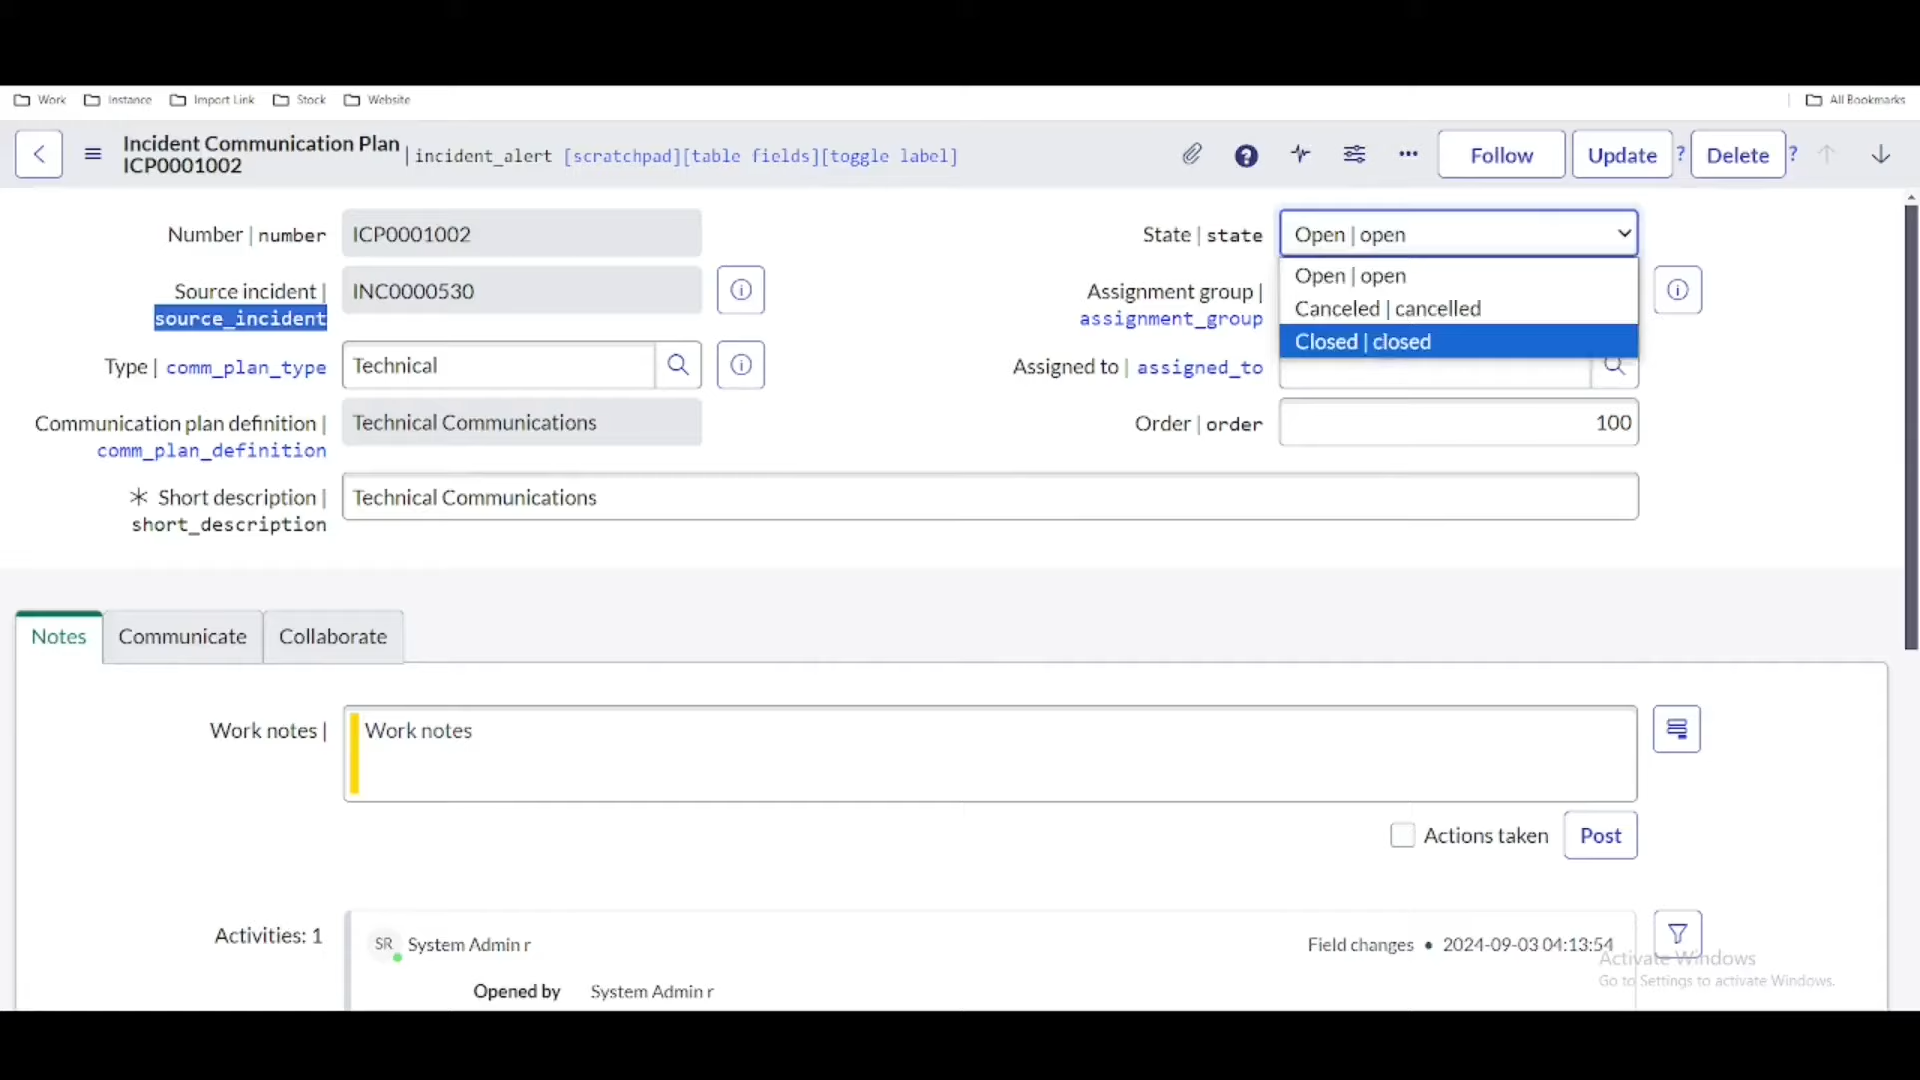 Work Instance Import Link Stock Website All Bookmarks
Incident Communication Plan
ICP0001002
| incident_alert [scratchpad][table fields][toggle label]
Follow Update ? Delete ?
Number | number ICP0001002
State | state Open | open
Open | open
Canceled | cancelled
Closed | closed
Source incident |
source_incident
INC0000530
Assignment group |
assignment_group
Type | comm_plan_type Technical
Assigned to | assigned_to
Communication plan definition |
comm_plan_definition
Technical Communications
Order | order 100
Short description |
short_description
Technical Communications
Notes Communicate Collaborate
Work notes | Work notes
Actions taken Post
Activities: 1 SR System Admin r Field changes • 2024-09-03 04:13:54
Activate Windows
Go to Settings to activate Windows.
Opened by System Admin r